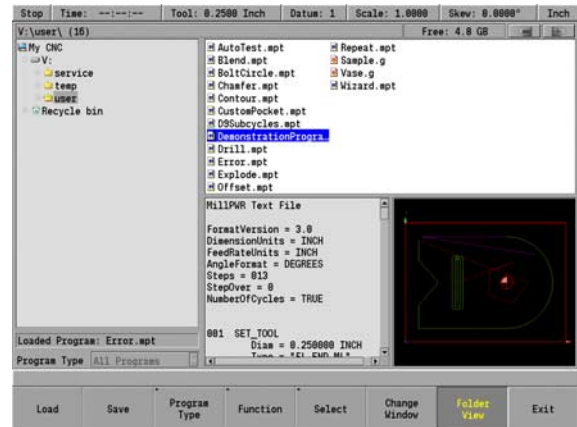 Stop Time: --:--:-- Tool: 0.2500 Inch Datum: 1 Scale: 1.0000 Skew: 0.0000° Inch
V:\user\ (16) Free: 4.8 GB
My CNC
V:
service
temp
user
Recycle bin
AutoTest.mpt
Blend.mpt
BoltCircle.mpt
Chamfer.mpt
Contour.mpt
CustomPocket.mpt
D9Subcycles.mpt
DemonstrationProgra…
Drill.mpt
Error.mpt
Explode.mpt
Offset.mpt
Repeat.mpt
Sample.g
Vase.g
Wizard.mpt
MillPWR Text File
FormatVersion = 3.0
DimensionUnits = INCH
FeedRateUnits = INCH
AngleFormat = DEGREES
Steps = 013
StepOver = 0
NumberOfCycles = TRUE
001 SET_TOOL
Diam = 0.250000 INCH
Type = "FL END ML"
Loaded Program: Error.mpt
Program Type All Programs
Load
Save
Program Type
Function
Select
Change Window
Folder View
Exit